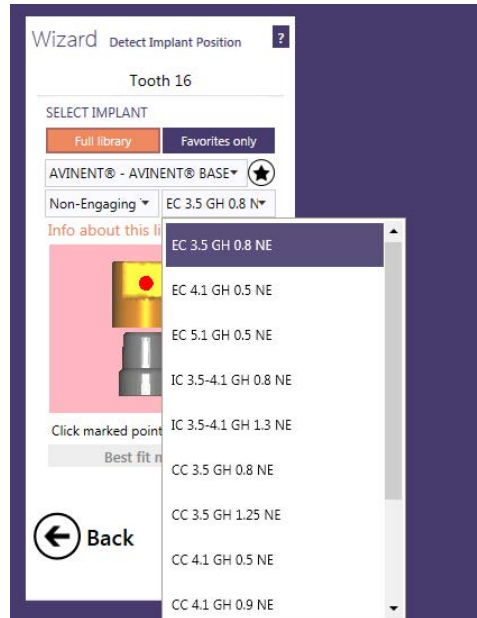 Wizard Detect Implant Position ?
Tooth 16
SELECT IMPLANT
Full library Favorites only
AVINENT® - AVINENT® BASE
Non-Engaging EC 3.5 GH 0.8 N
Info about this li
EC 3.5 GH 0.8 NE
EC 4.1 GH 0.5 NE
EC 5.1 GH 0.5 NE
IC 3.5-4.1 GH 0.8 NE
Click marked point
IC 3.5-4.1 GH 1.3 NE
Best fit m
CC 3.5 GH 0.8 NE
CC 3.5 GH 1.25 NE
Back
CC 4.1 GH 0.5 NE
CC 4.1 GH 0.9 NE